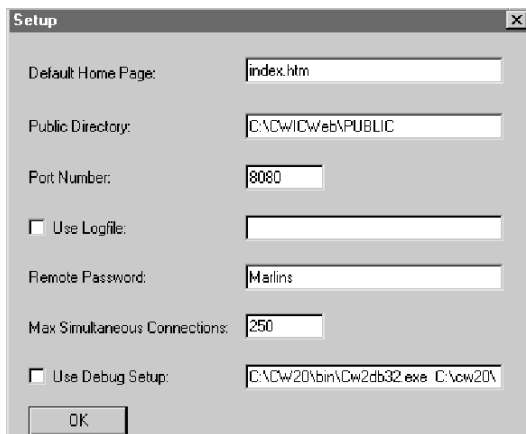 Setup
Default Home Page: index.htm
Public Directory: C:\CWICWeb\PUBLIC
Port Number: 8080
Use Logfile:
Remote Password: Marlins
Max Simultaneous Connections: 250
Use Debug Setup: C:\CW20\bin\Cw2db32.exe C:\cw20\
OK